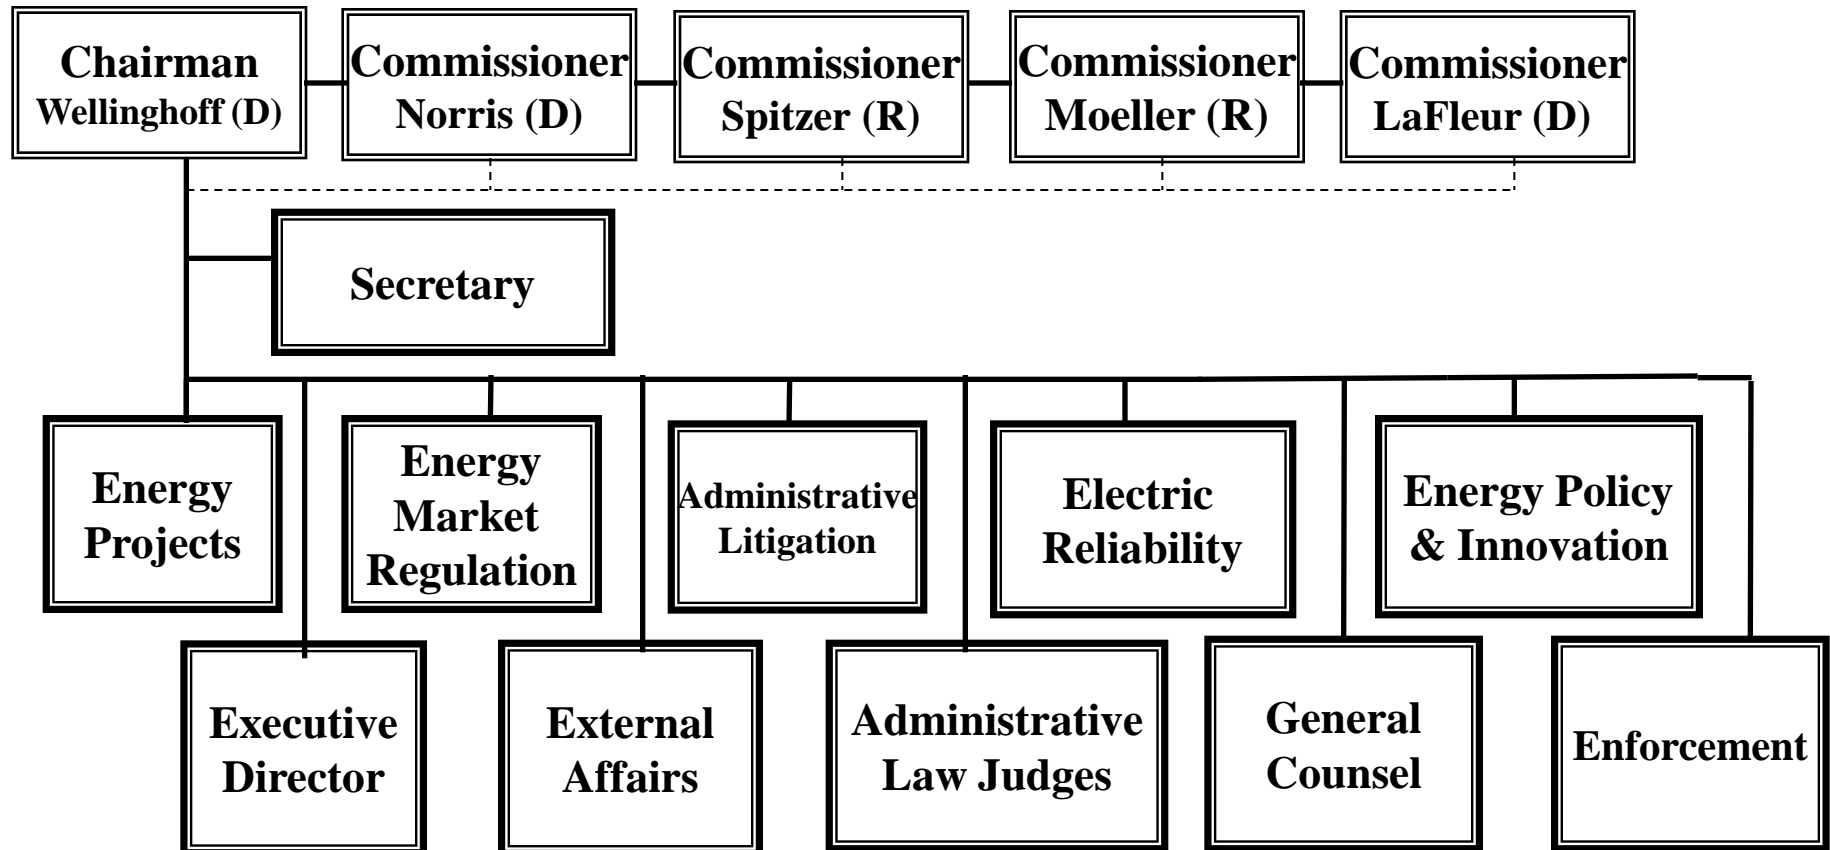 Chairman
Wellinghoff (D)
Commissioner
Norris (D)
Commissioner
Spitzer (R)
Commissioner
Moeller (R)
Commissioner
LaFleur (D)
Secretary
Energy
Projects
Energy
Market
Regulation
Administrative
Litigation
Electric
Reliability
Energy Policy
& Innovation
Executive
Director
External
Affairs
Administrative
Law Judges
General
Counsel
Enforcement